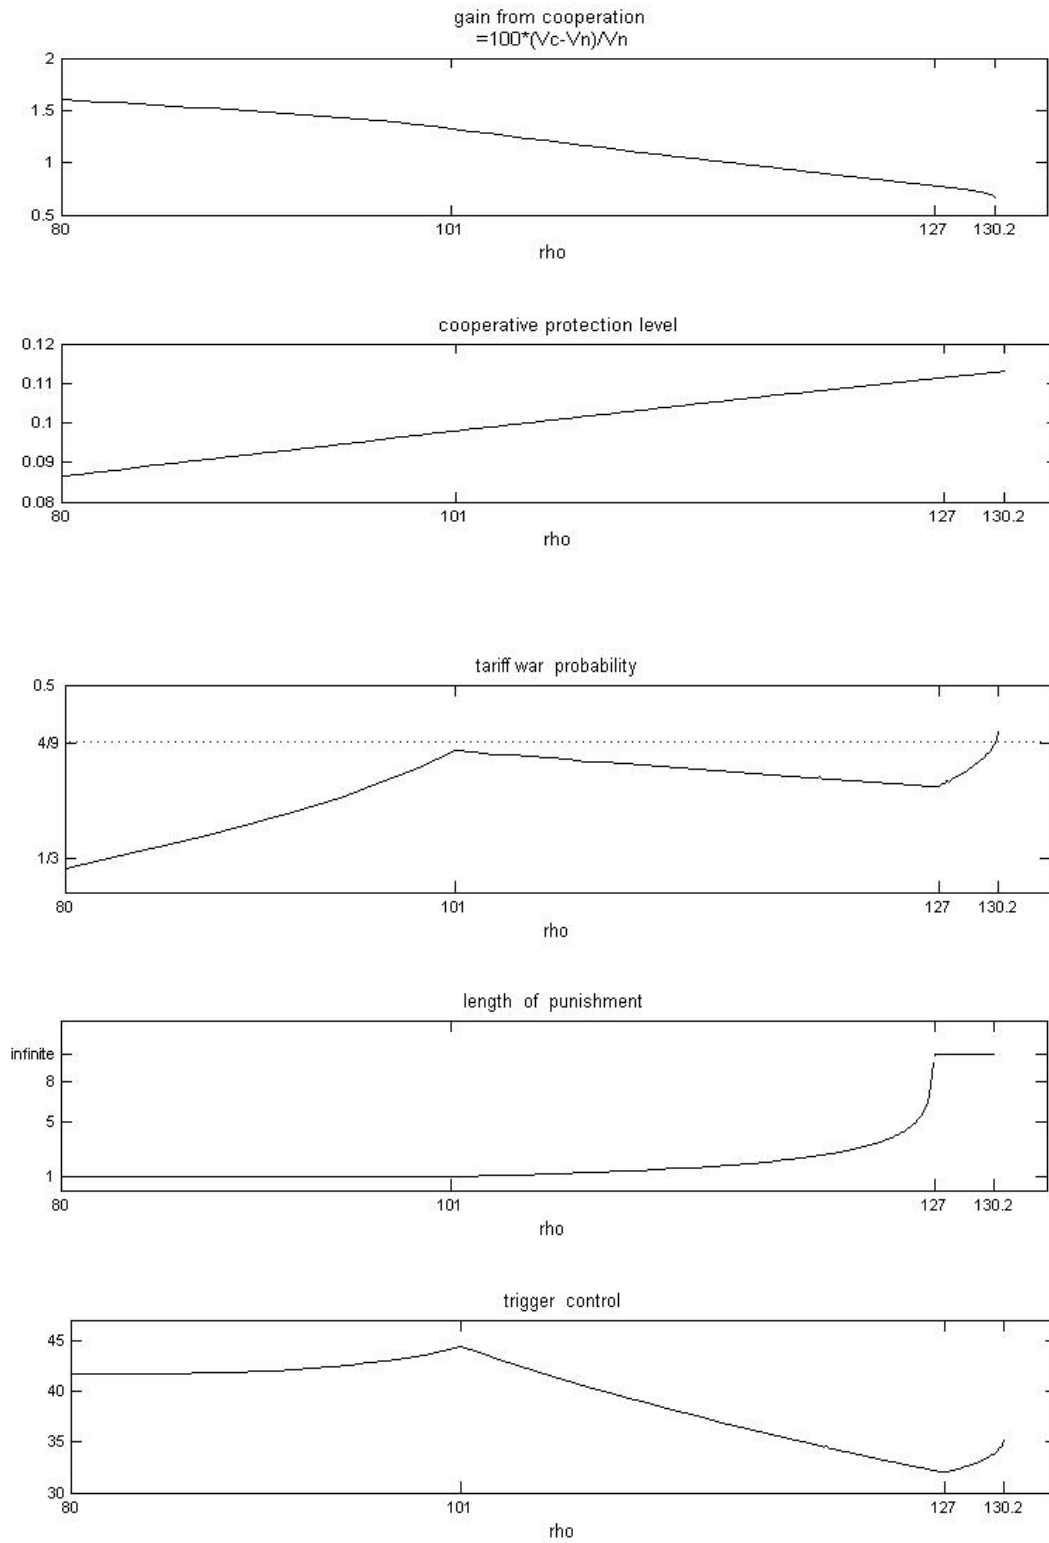 gain from cooperation
=100*(Vc-Vn)/Vn
2
1.5
1
0.5
80 101 127 130.2
rho
cooperative protection level
0.12
0.11
0.1
0.09
0.08
80 101 127 130.2
rho
tariff war probability
0.5
4/9
1/3
80 101 127 130.2
rho
length of punishment
infinite
8
5
1
80 101 127 130.2
rho
trigger control
45
40
35
30
80 101 127 130.2
rho